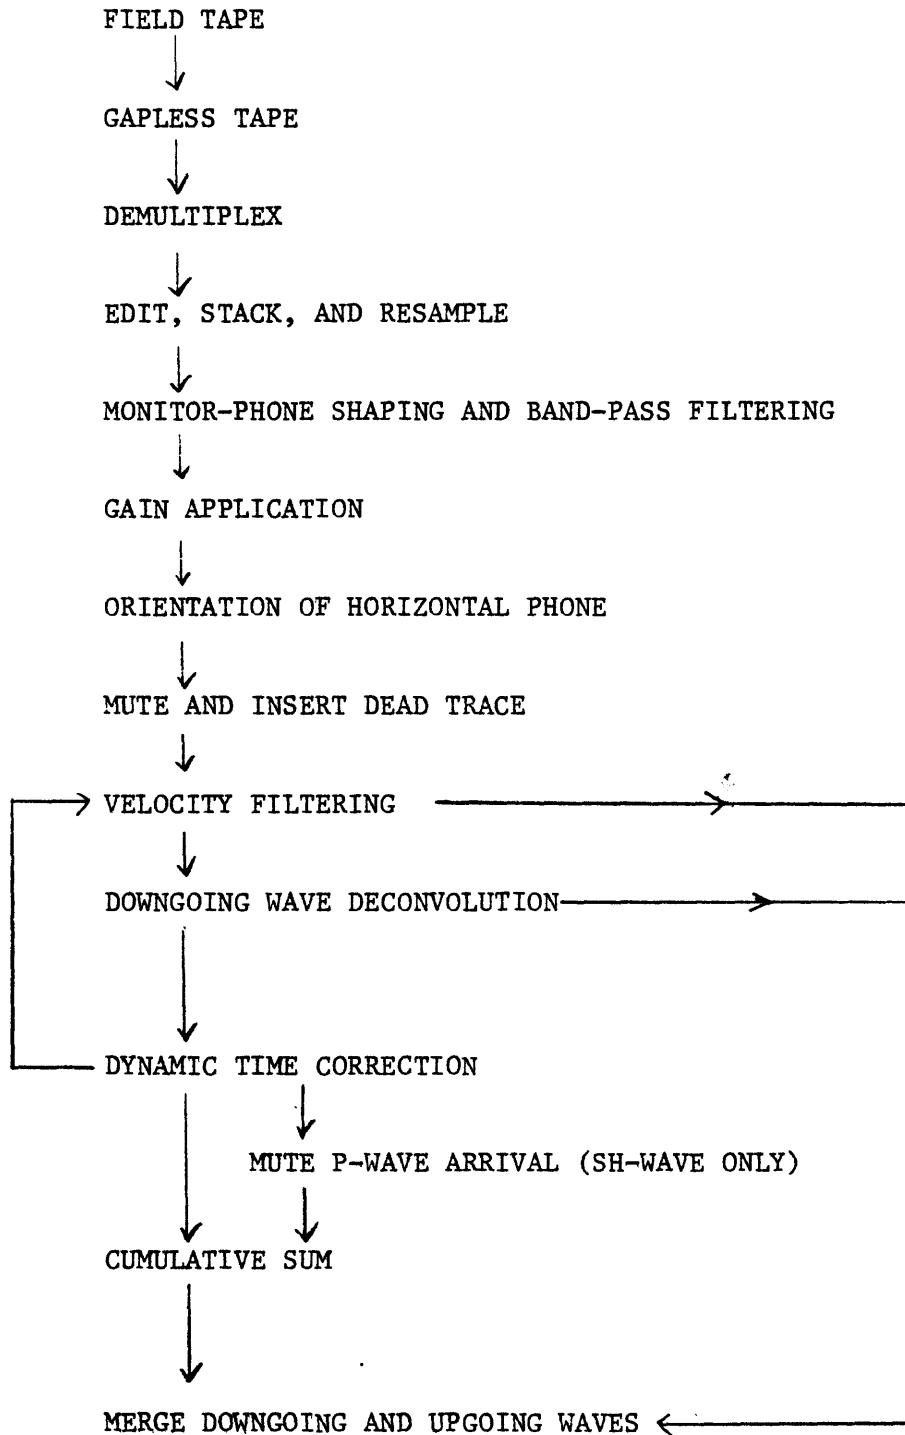 FIELD TAPE
GAPLESS TAPE
DEMULTIPLEX
EDIT, STACK, AND RESAMPLE
MONITOR-PHONE SHAPING AND BAND-PASS FILTERING
GAIN APPLICATION
ORIENTATION OF HORIZONTAL PHONE
MUTE AND INSERT DEAD TRACE
VELOCITY FILTERING
DOWNGOING WAVE DECONVOLUTION
DYNAMIC TIME CORRECTION
MUTE P-WAVE ARRIVAL (SH-WAVE ONLY)
CUMULATIVE SUM
MERGE DOWNGOING AND UPGOING WAVES